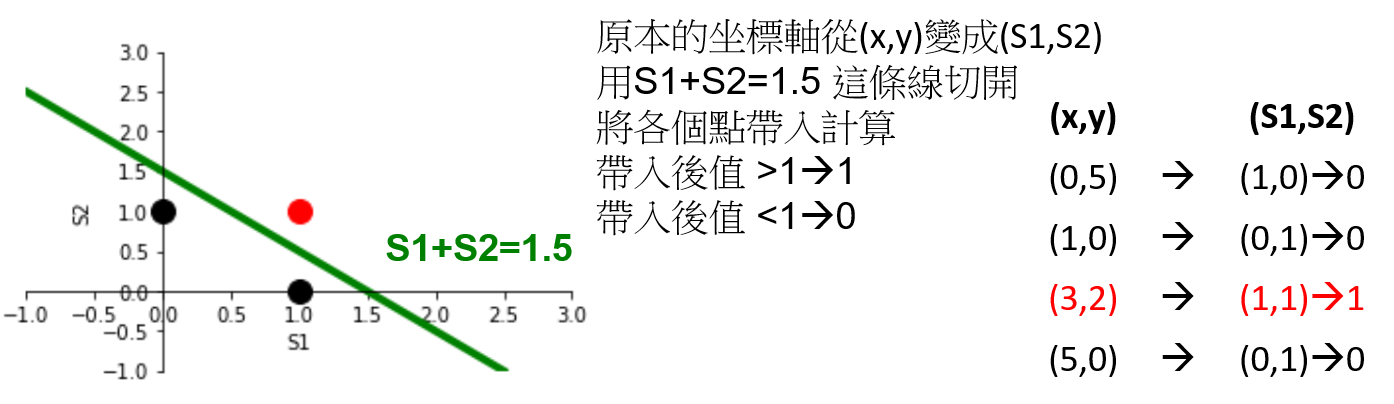 3.0
2.5
2.0
1.5
1.0
0.5
0.0
−0.5
−1.0
S2
−1.0 −0.5 0.0 0.5 1.0 1.5 2.0 2.5 3.0
S1
S1+S2=1.5
原本的坐標軸從(x,y)變成(S1,S2)
用S1+S2=1.5 這條線切開
將各個點帶入計算
帶入後值 >1→1
帶入後值 <1→0
(x,y) (S1,S2)
(0,5) → (1,0)→0
(1,0) → (0,1)→0
(3,2) → (1,1)→1
(5,0) → (0,1)→0